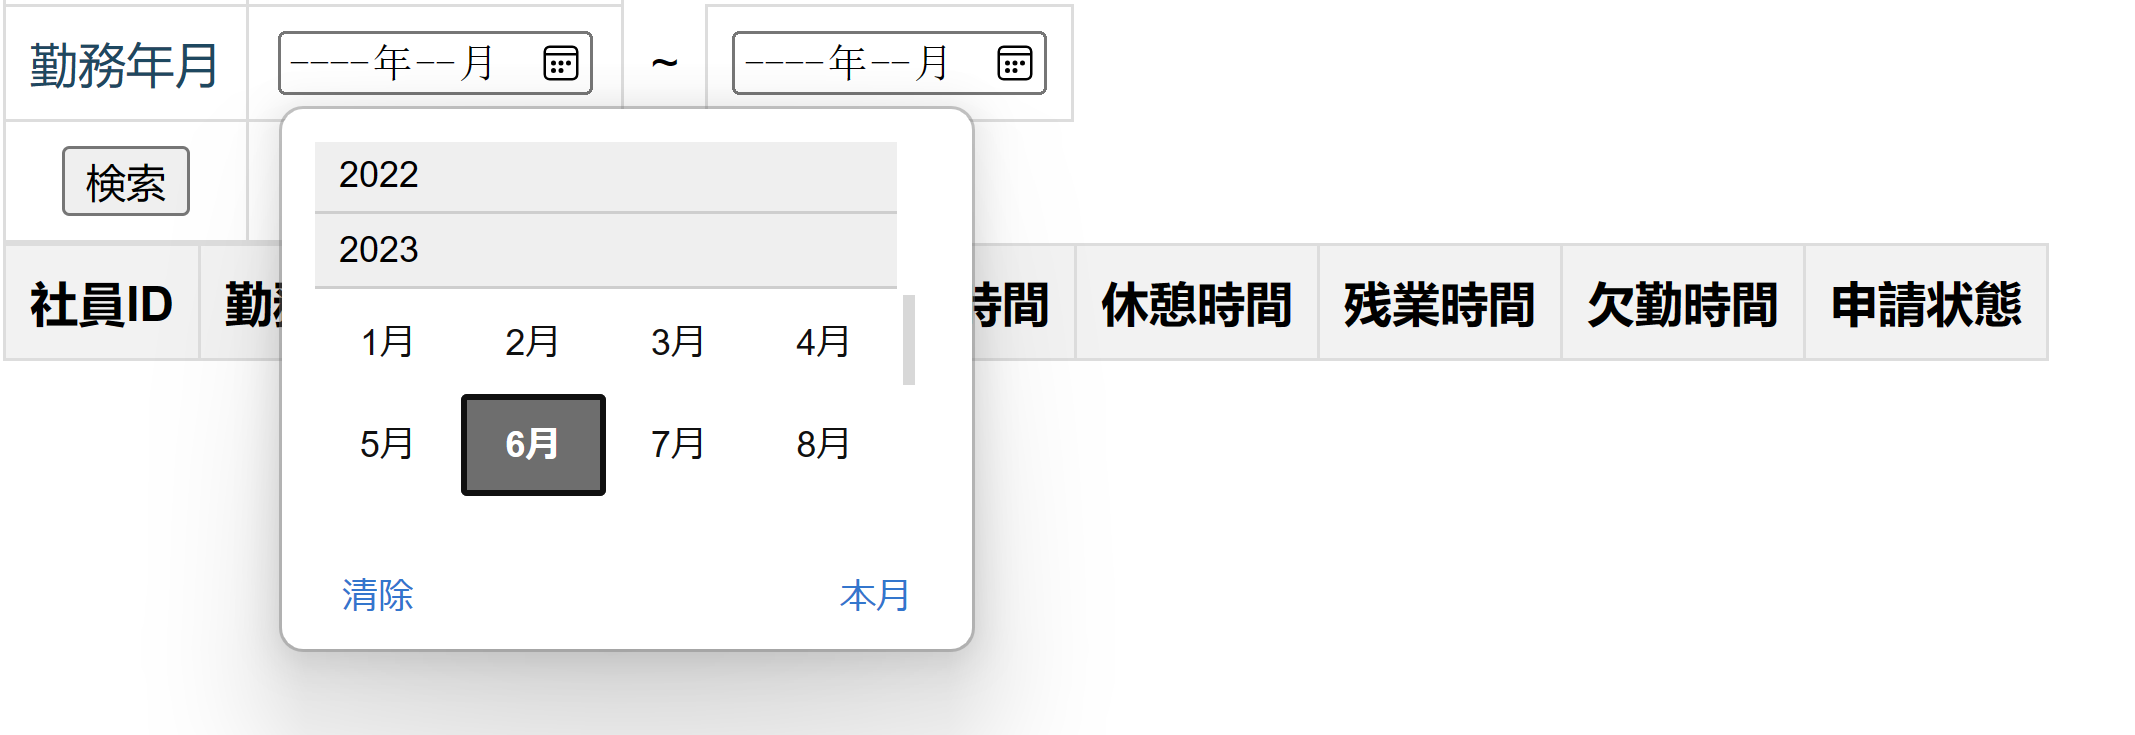 勤務年月 ----年--月 ~ ----年--月
2022
検索
2023
社員ID 時間 休憩時間 残業時間 欠勤時間 申請状態
1月 2月 3月 4月
5月 6月 7月 8月
清除 本月